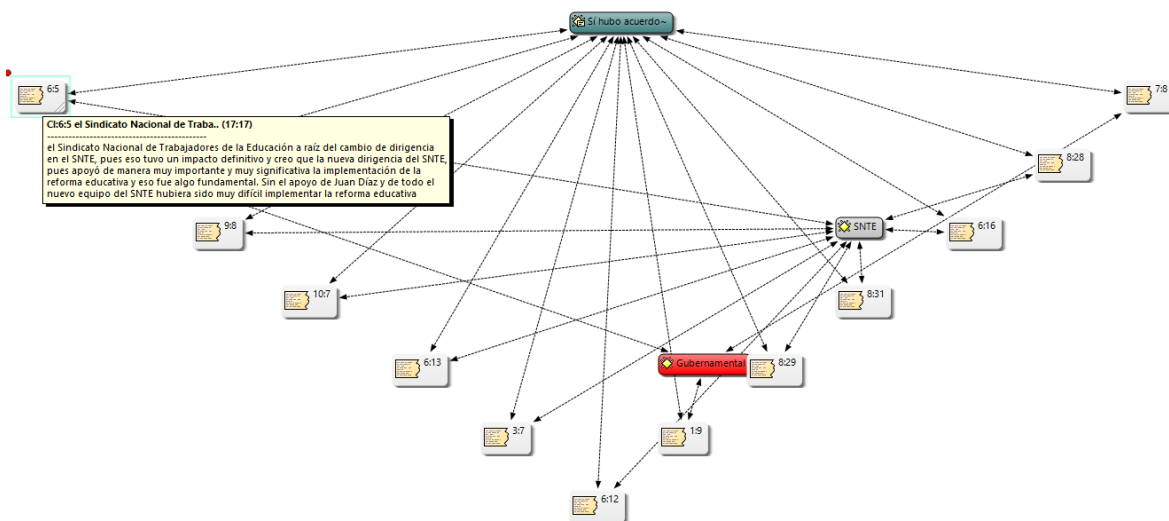 Sí hubo acuerdo~
6:5
7:8
CI:6:5 el Sindicato Nacional de Traba.. (17:17)
----------------------------------------
el Sindicato Nacional de Trabajadores de la Educación a raíz del cambio de dirigencia
en el SNTE, pues eso tuvo un impacto definitivo y creo que la nueva dirigencia del SNTE,
pues apoyó de manera muy importante y muy significativa la implementación de la
reforma educativa y eso fue algo fundamental. Sin el apoyo de Juan Díaz y de todo el
nuevo equipo del SNTE hubiera sido muy difícil implementar la reforma educativa
8:28
9:8
SNTE
6:16
10:7
8:31
6:13
Gubernamental
8:29
3:7
1:9
6:12